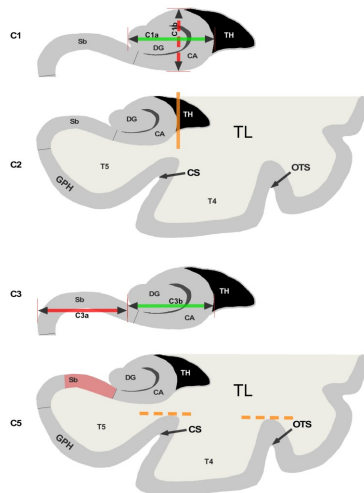 C1
Sb
C1a
C1b
DG
CA
TH
C2
Sb
DG
CA
TH
TL
T5
GPH
CS
OTS
T4
C3
Sb
C3a
DG
C3b
CA
TH
C5
Sb
DG
CA
TH
TL
T5
GPH
CS
OTS
T4